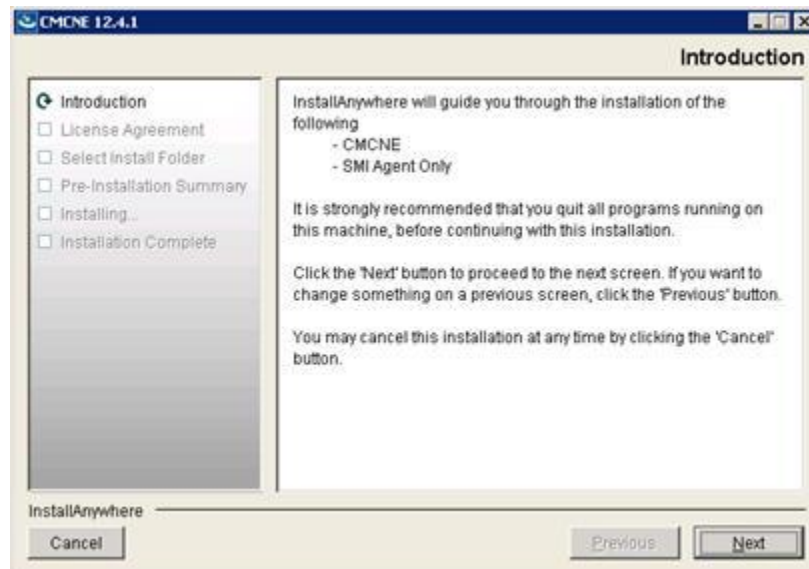 CMCNE 12.4.1
Introduction
Introduction
License Agreement
Select Install Folder
Pre-Installation Summary
Installing...
Installation Complete
InstallAnywhere will guide you through the installation of the
following
- CMCNE
- SMI Agent Only
It is strongly recommended that you quit all programs running on
this machine, before continuing with this installation.
Click the 'Next' button to proceed to the next screen. If you want to
change something on a previous screen, click the 'Previous' button.
You may cancel this installation at any time by clicking the 'Cancel'
button.
InstallAnywhere
Cancel
Previous
Next